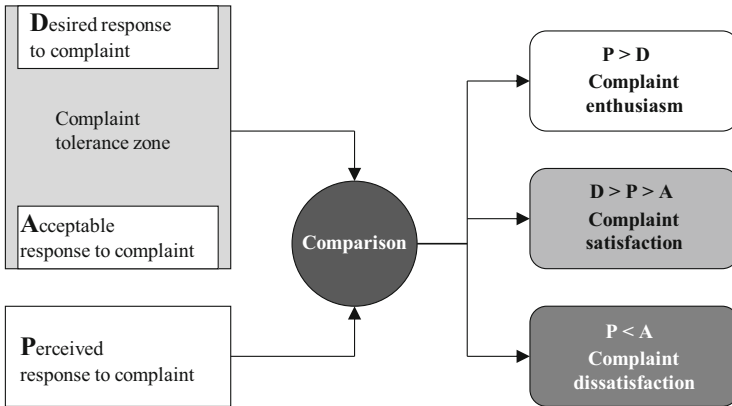 Desired response
to complaint
Complaint
tolerance zone
Acceptable
response to complaint
Perceived
response to complaint
Comparison
P > D
Complaint
enthusiasm
D > P > A
Complaint
satisfaction
P < A
Complaint
dissatisfaction